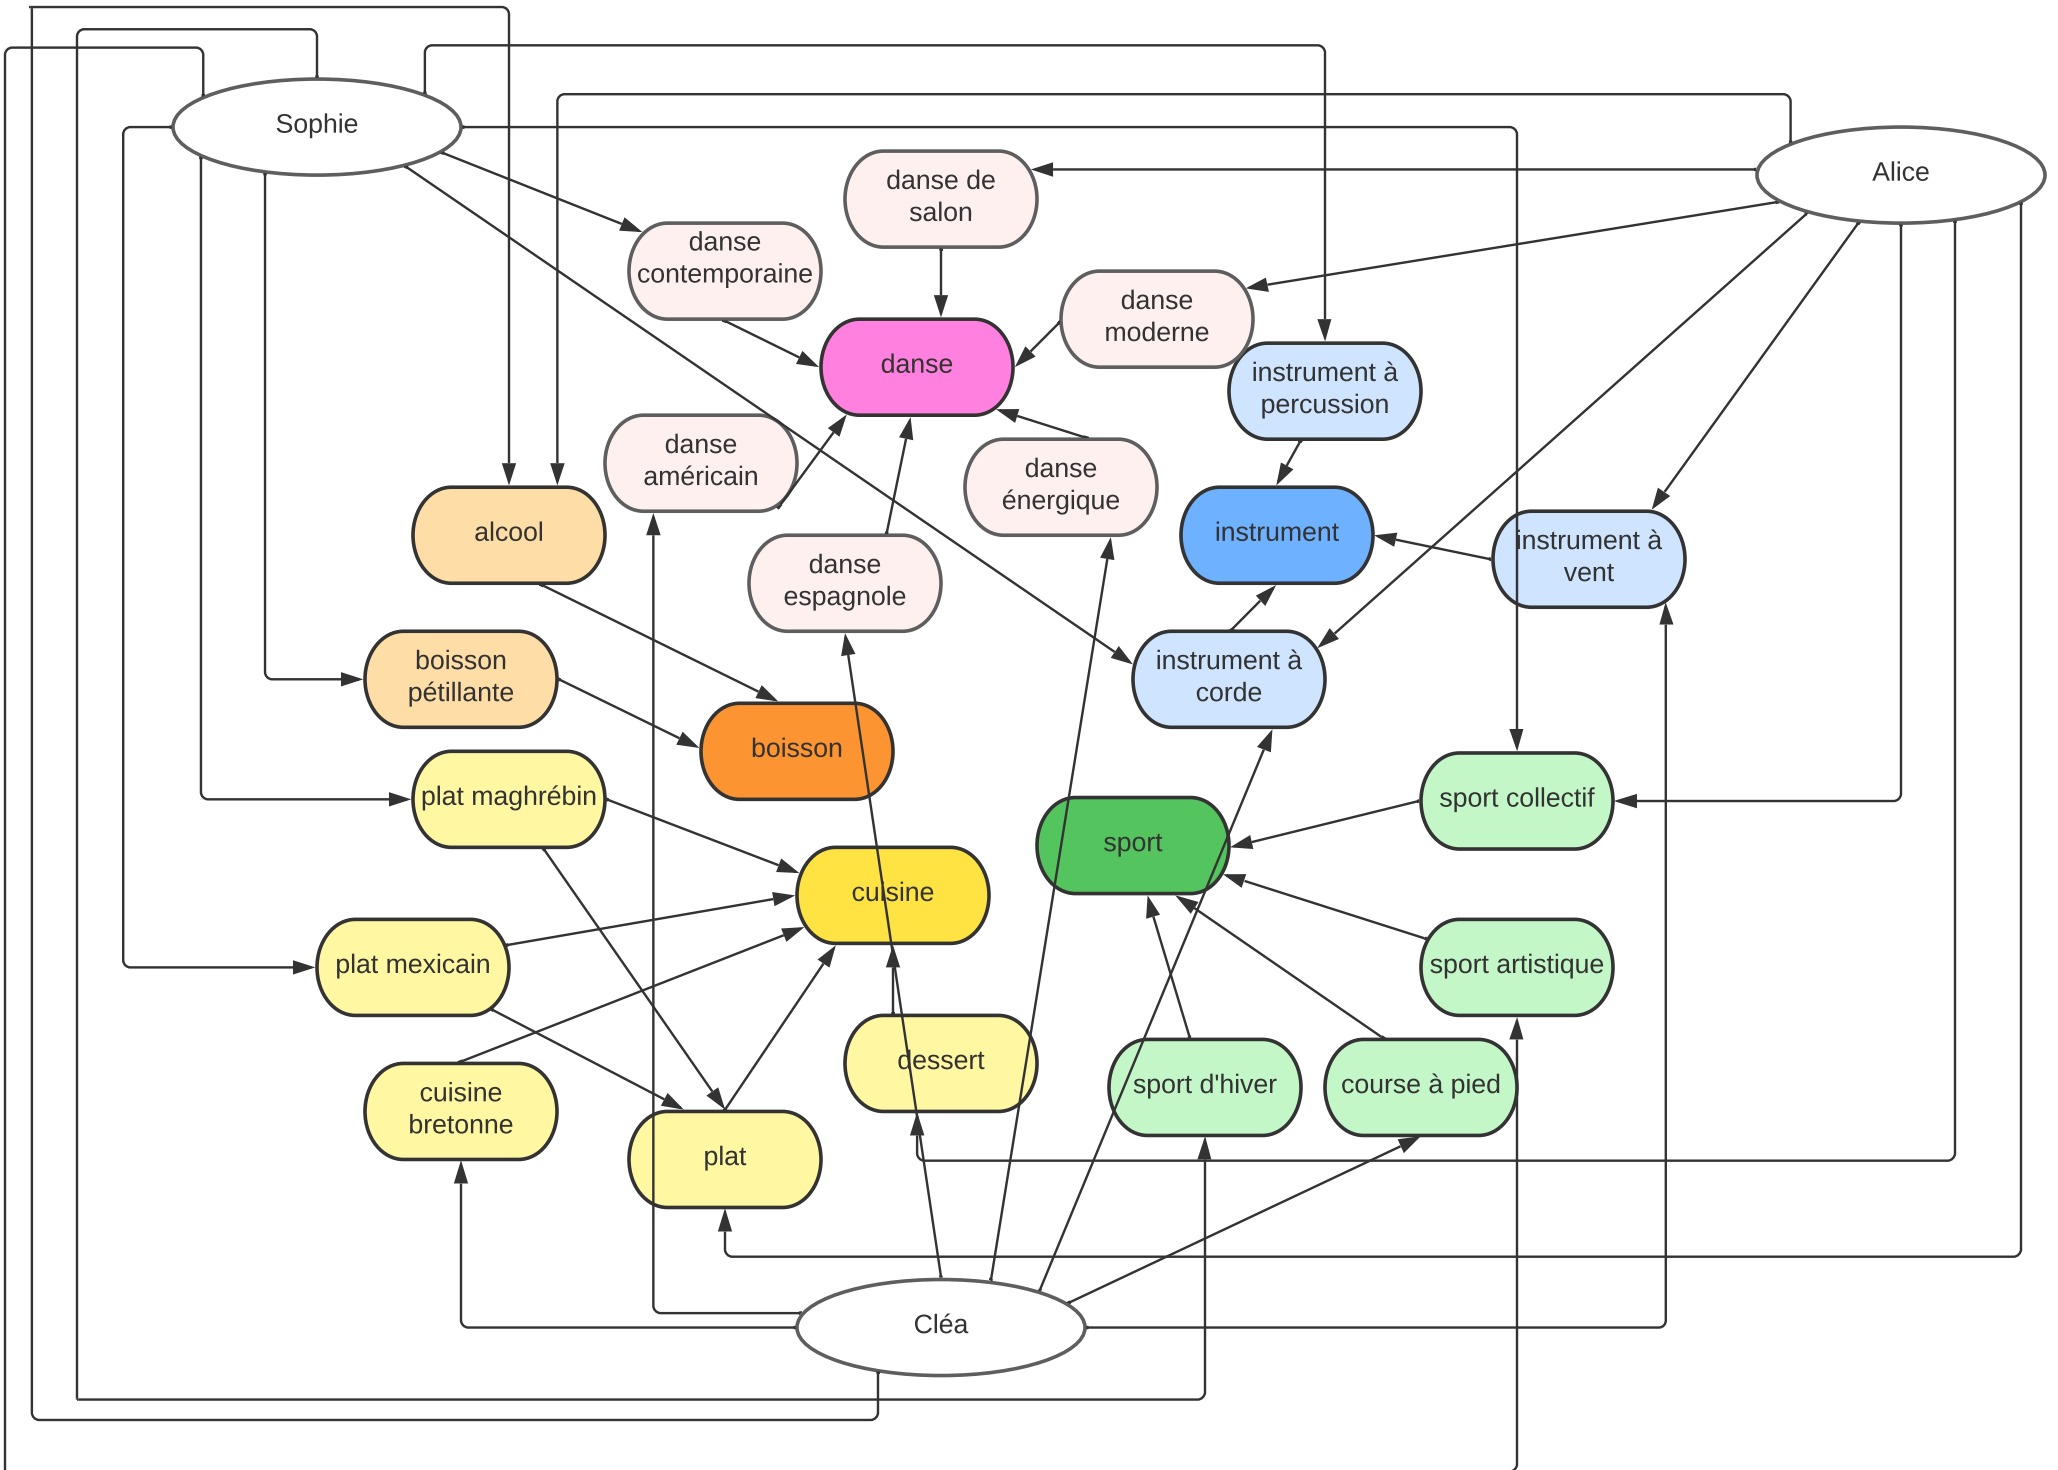 Sophie
Alice
danse de
salon
danse
contemporaine
danse
moderne
danse
instrument à
percussion
danse
américain
danse
énergique
alcool
instrument
instrument à
vent
danse
espagnole
boisson
pétillante
instrument à
corde
boisson
plat maghrébin
sport collectif
sport
cuisine
plat mexicain
sport artistique
dessert
sport d'hiver
course à pied
cuisine
bretonne
plat
Cléa